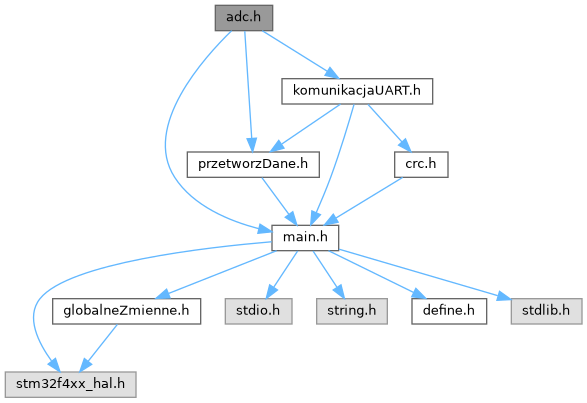 adc.h
komunikacjaUART.h
przetworzDane.h
crc.h
main.h
globalneZmienne.h
stdio.h
string.h
define.h
stdlib.h
stm32f4xx_hal.h